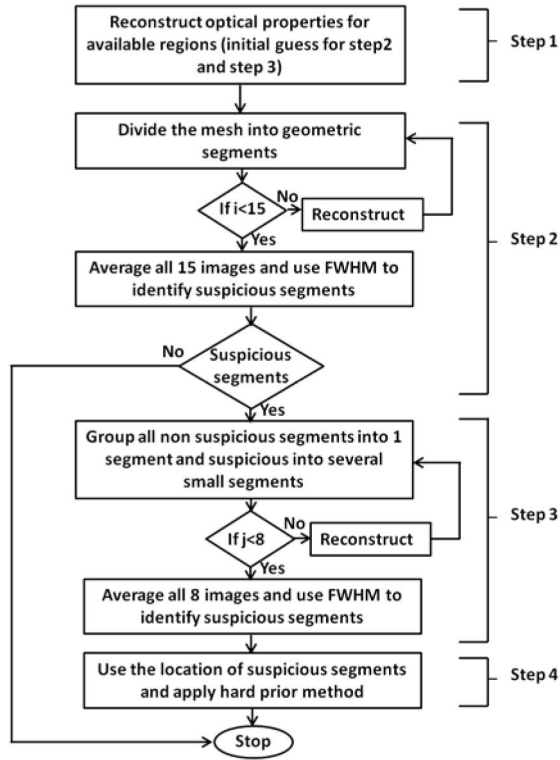 Reconstruct optical properties for
available regions (initial guess for step2
and step 3)
Step 1
Divide the mesh into geometric
segments
If i<15
No
Reconstruct
Yes
Step 2
Average all 15 images and use FWHM to
identify suspicious segments
No
Suspicious
segments
Yes
Group all non suspicious segments into 1
segment and suspicious into several
small segments
Step 3
If j<8
No
Reconstruct
Yes
Average all 8 images and use FWHM to
identify suspicious segments
Use the location of suspicious segments
and apply hard prior method
Step 4
Stop